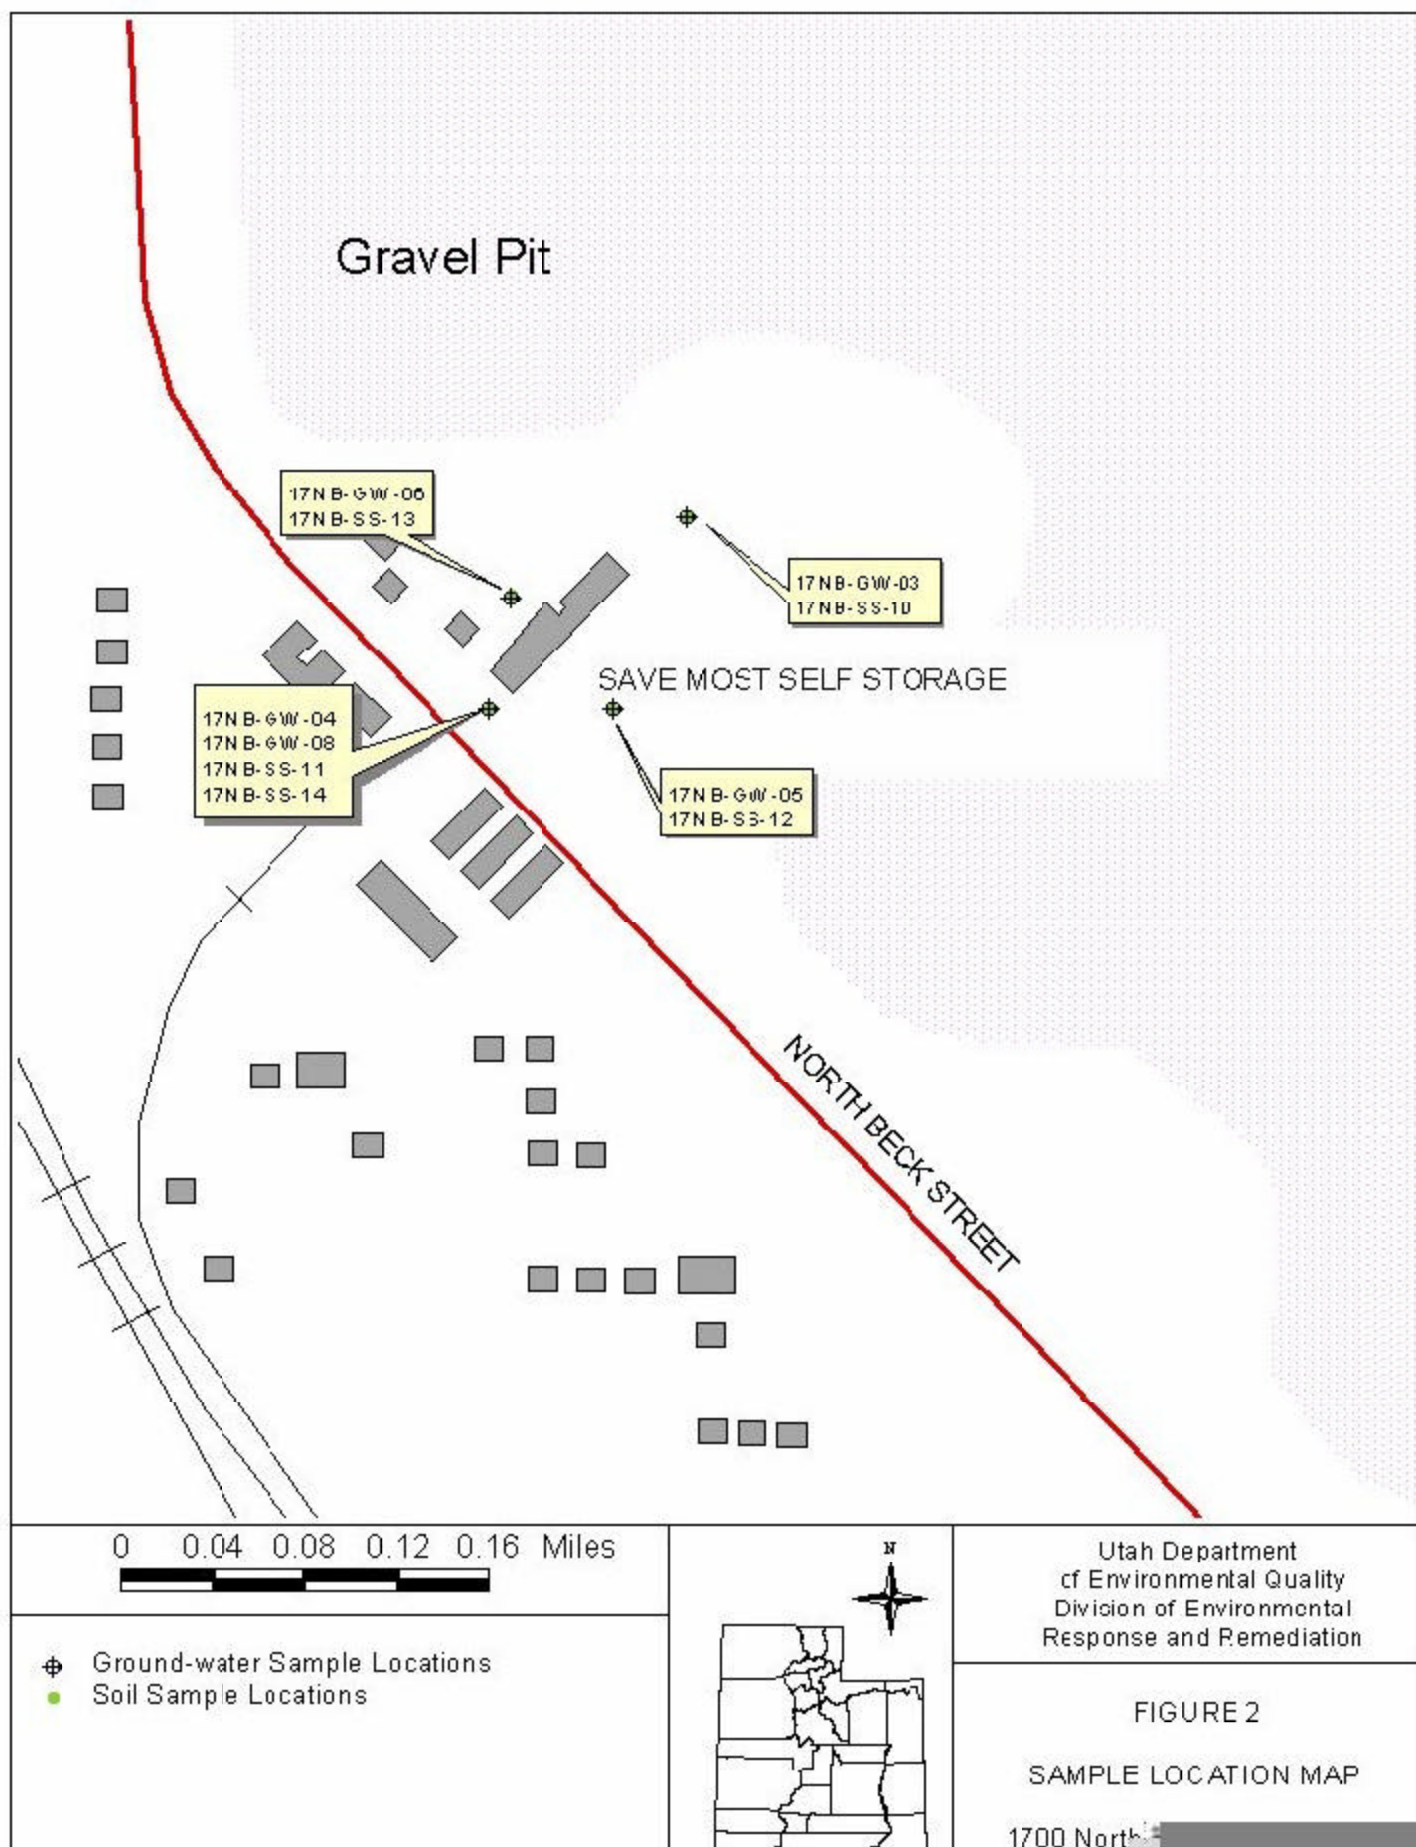 Gravel Pit
17NB-GW-06
17NB-SS-13
17NB-GW-03
17NB-SS-10
SAVE MOST SELF STORAGE
17NB-GW-04
17NB-GW-08
17NB-SS-11
17NB-SS-14
17NB-GW-05
17NB-SS-12
NORTH BECK STREET
0 0.04 0.08 0.12 0.16 Miles
Ground-water Sample Locations
Soil Sample Locations
N
Utah Department
of Environmental Quality
Division of Environmental
Response and Remediation
FIGURE 2
SAMPLE LOCATION MAP
1700 North